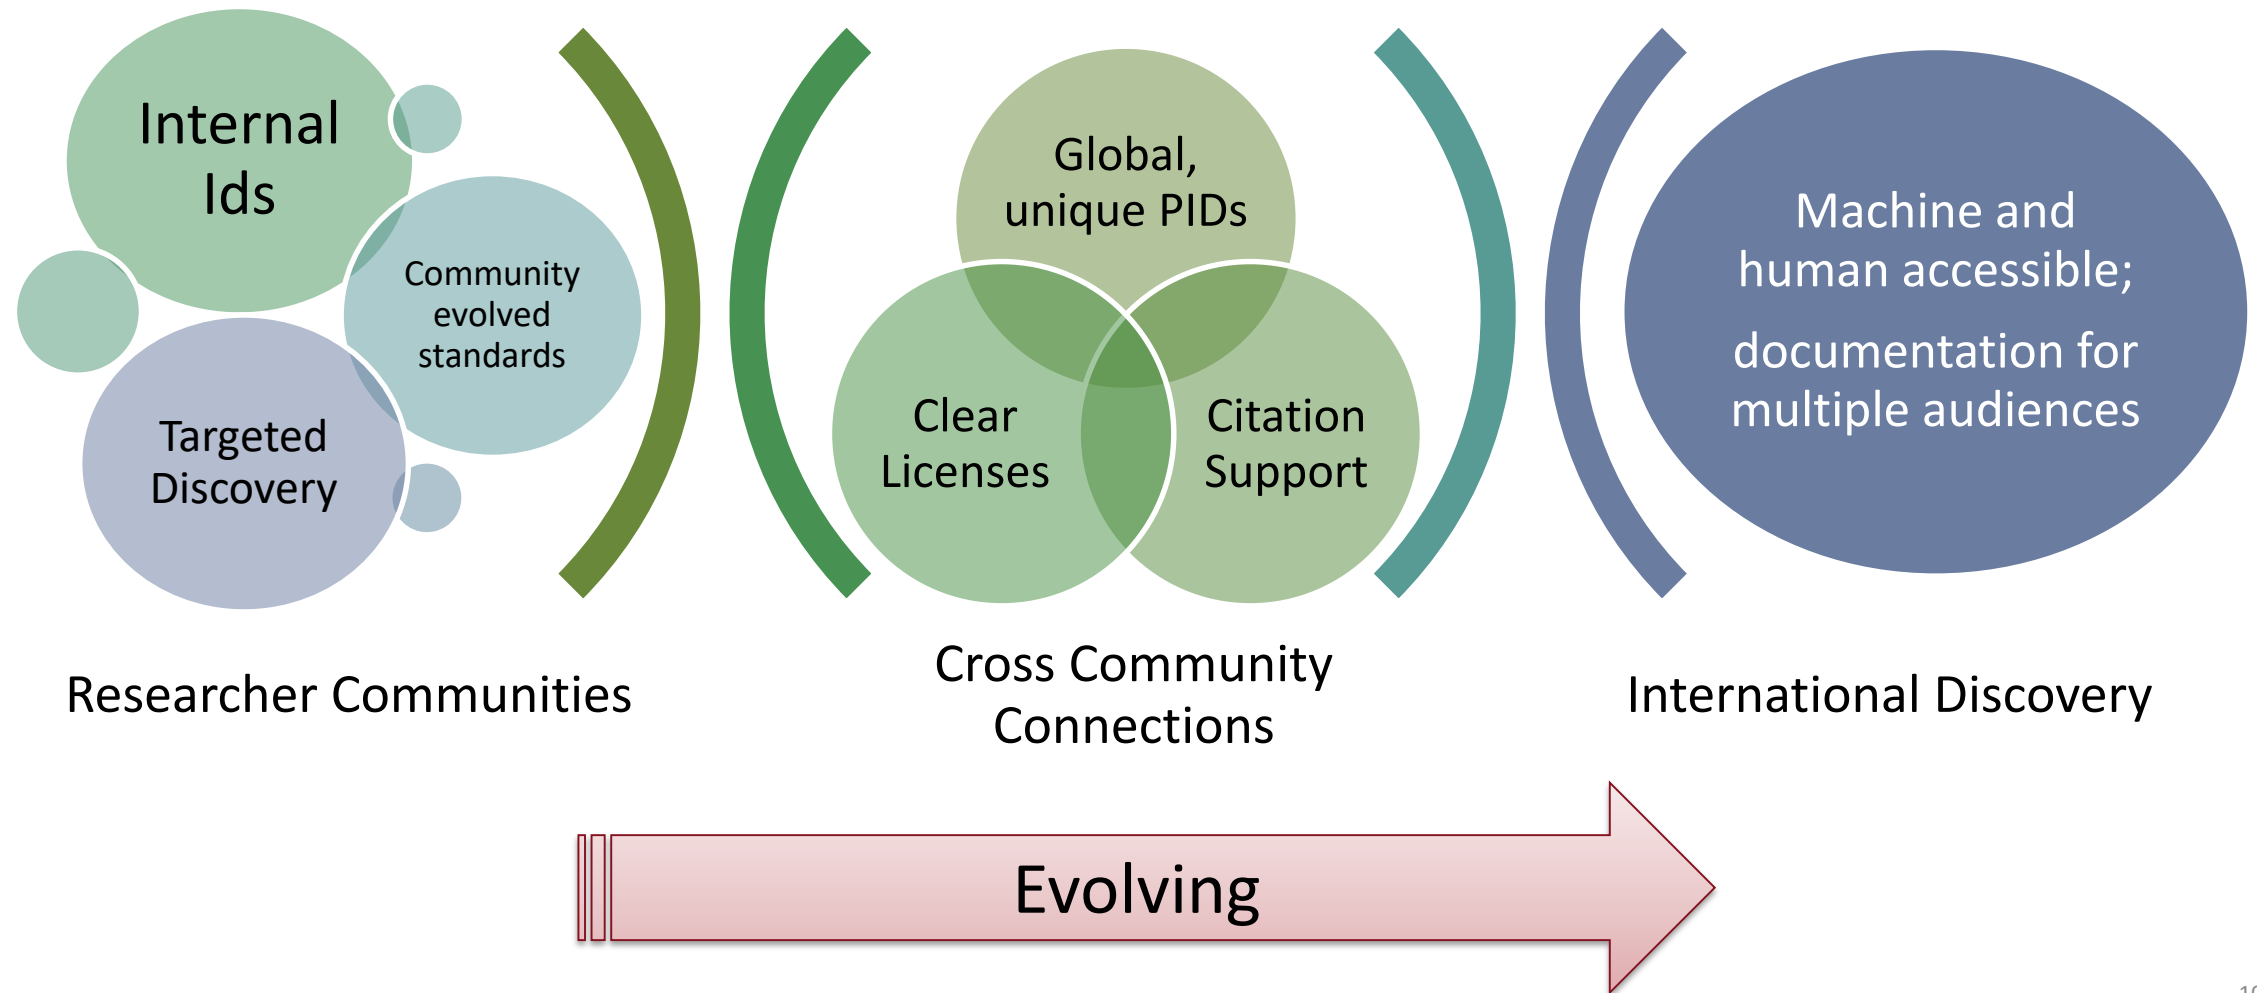 Internal
Ids
Community
evolved
standards
Targeted
Discovery
Global,
unique PIDs
Clear
Licenses
Citation
Support
Machine and
human accessible;
documentation for
multiple audiences
Researcher Communities
Cross Community
Connections
International Discovery
Evolving